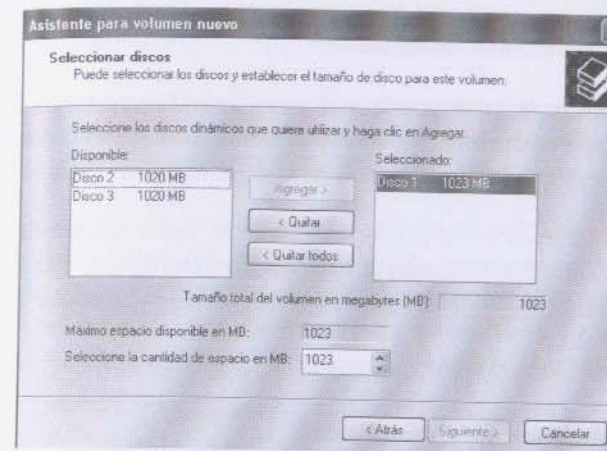 Asistente para volumen nuevo
Seleccionar discos
Puede seleccionar los discos y establecer el tamaño de disco para este volumen.
Seleccione los discos dinámicos que quiera utilizar y haga clic en Agregar.
Disponible:
Seleccionado:
Disco 2 1020 MB
Disco 3 1020 MB
Agregar >
< Quitar
< Quitar todos
Disco 1 1023 MB
Tamaño total del volumen en megabytes (MB): 1023
Máximo espacio disponible en MB: 1023
Seleccione la cantidad de espacio en MB: 1023
< Atrás
Siguiente >
Cancelar